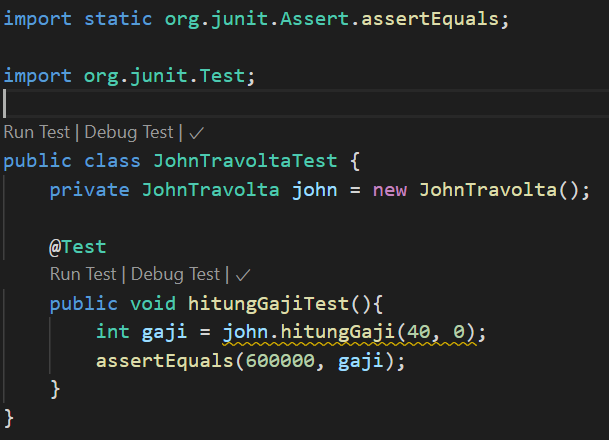 import static org.junit.Assert.assertEquals;
import org.junit.Test;
Run Test | Debug Test | ✓
public class JohnTravoltaTest {
private JohnTravolta john = new JohnTravolta();
@Test
Run Test | Debug Test | ✓
public void hitungGajiTest(){
int gaji = john.hitungGaji(40, 0);
assertEquals(600000, gaji);
}
}